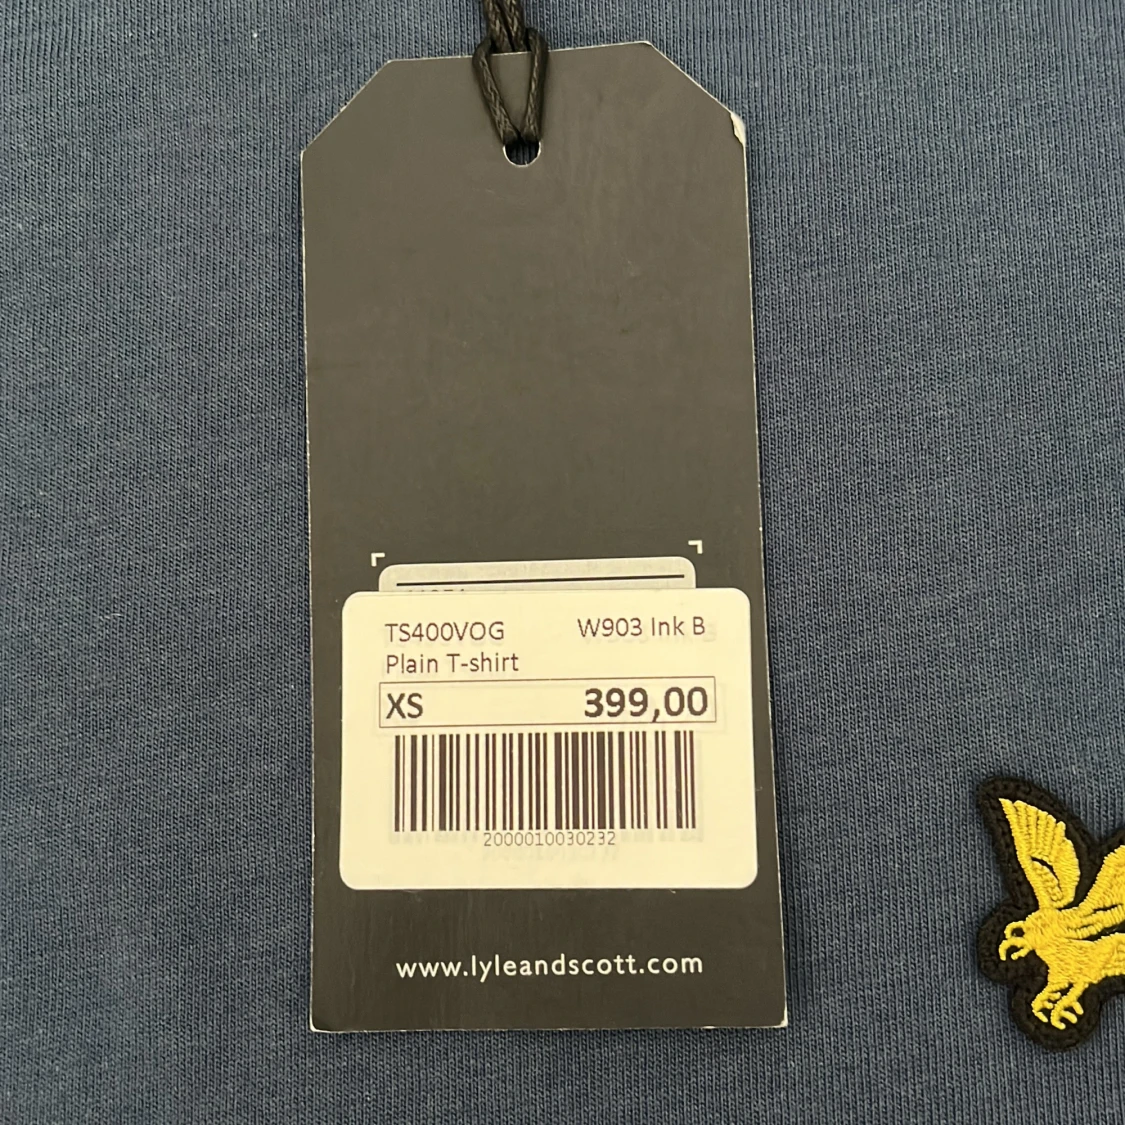 TS400VOG W903 Ink B
Plain T-shirt
XS 399,00
2000010030232
www.lyleandscott.com